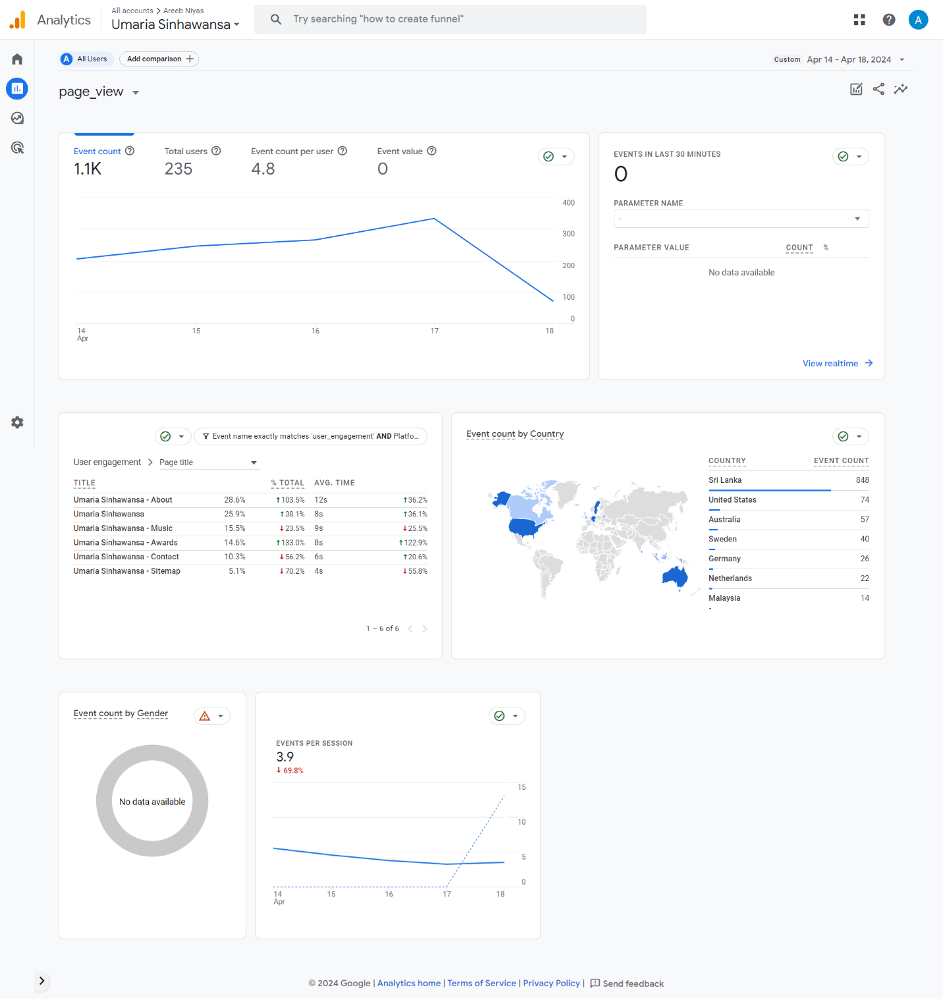 Analytics
All accounts > Areeb Niyas
Umaria Sinhawansa
Try searching "how to create funnel"
A
A All Users
Add comparison +
Custom Apr 14 - Apr 18, 2024
page_view
Event count
1.1K
Total users
235
Event count per user
4.8
Event value
0
400
300
200
100
0
14
Apr
15
16
17
18
EVENTS IN LAST 30 MINUTES
0
PARAMETER NAME
-
PARAMETER VALUE COUNT %
No data available
View realtime
Event name exactly matches 'user_engagement' AND Platfo...
User engagement > Page title
TITLE % TOTAL AVG. TIME
Umaria Sinhawansa - About 28.6% ↑103.5% 12s ↑36.2%
Umaria Sinhawansa 25.9% ↑38.1% 8s ↑36.1%
Umaria Sinhawansa - Music 15.5% ↓23.5% 9s ↓25.5%
Umaria Sinhawansa - Awards 14.6% ↑133.0% 8s ↑122.9%
Umaria Sinhawansa - Contact 10.3% ↓56.2% 6s ↑20.6%
Umaria Sinhawansa - Sitemap 5.1% ↓70.2% 4s ↓55.8%
1 – 6 of 6
Event count by Country
COUNTRY EVENT COUNT
Sri Lanka 848
United States 74
Australia 57
Sweden 40
Germany 26
Netherlands 22
Malaysia 14
Event count by Gender
No data available
EVENTS PER SESSION
3.9
↓ 69.8%
15
10
5
0
14
Apr
15
16
17
18
© 2024 Google | Analytics home | Terms of Service | Privacy Policy | Send feedback